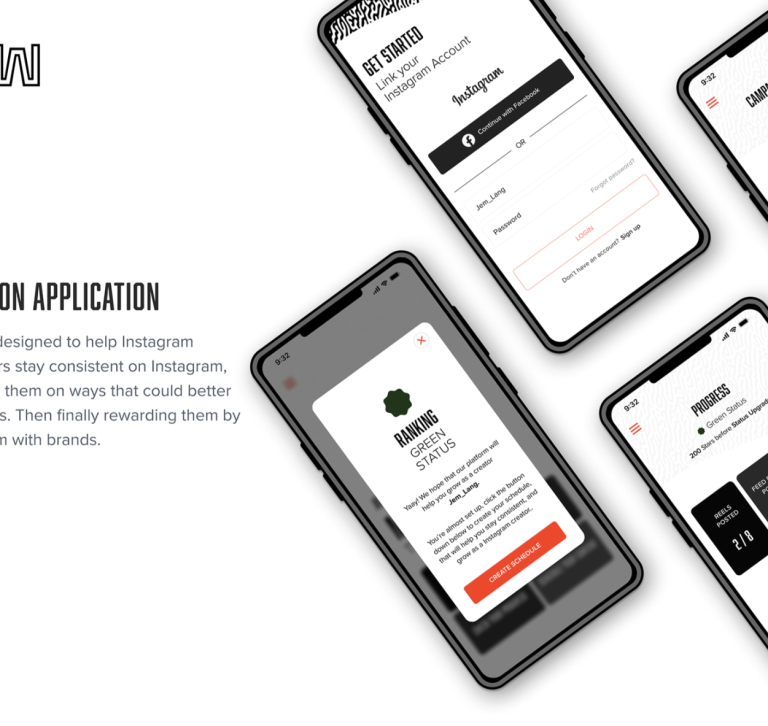 GET STARTED
Link your
Instagram Account
Instagram
Continue with Facebook
OR
Jem_Lang
Password
Forgot password?
LOGIN
Don't have an account? Sign up
9:32
ON APPLICATION
designed to help Instagram
rs stay consistent on Instagram,
them on ways that could better
s. Then finally rewarding them by
m with brands.
9:32
RANKING
GREEN
STATUS
Yaay! We hope that our platform will
help you grow as a creator
Jem_Lang.
You're almost set up, click the button
down below to create your schedule,
that will help you stay consistent, and
grow as a Instagram creator.
CREATE SCHEDULE
9:32
PROGRESS
Green Status
200 Stars before Status Upgrad
REELS
POSTED
2/8
FEED